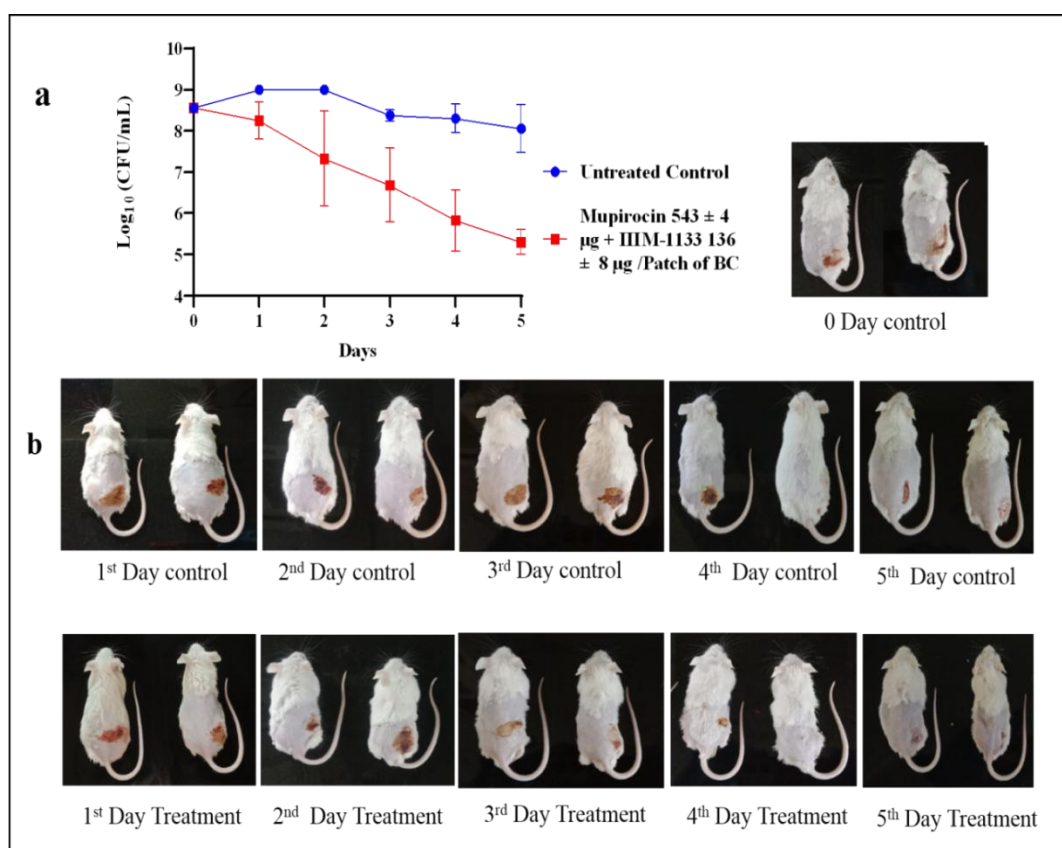 a
10
9
8
7
6
5
4
Log₁₀ (CFU/mL)
0 1 2 3 4 5
Days
Untreated Control
Mupirocin 543 ± 4
µg + IIIM-1133 136
± 8 µg /Patch of BC
0 Day control
b
1ˢᵗ Day control 2ⁿᵈ Day control 3ʳᵈ Day control 4ᵗʰ Day control 5ᵗʰ Day control
1ˢᵗ Day Treatment 2ⁿᵈ Day Treatment 3ʳᵈ Day Treatment 4ᵗʰ Day Treatment 5ᵗʰ Day Treatment